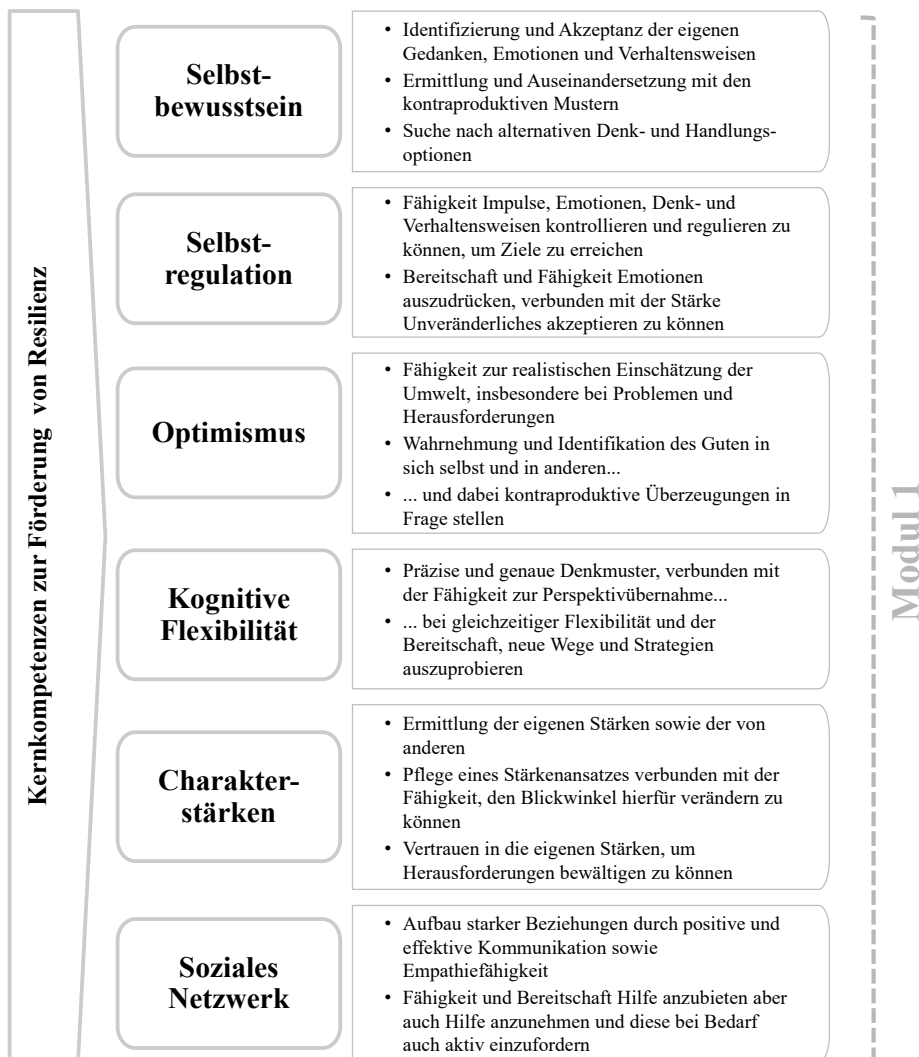 Kernkompetenzen zur Förderung von Resilienz
Selbst-
bewusstsein
• Identifizierung und Akzeptanz der eigenen
Gedanken, Emotionen und Verhaltensweisen
• Ermittlung und Auseinandersetzung mit den
kontraproduktiven Mustern
• Suche nach alternativen Denk- und Handlungs-
optionen
Selbst-
regulation
• Fähigkeit Impulse, Emotionen, Denk- und
Verhaltensweisen kontrollieren und regulieren zu
können, um Ziele zu erreichen
• Bereitschaft und Fähigkeit Emotionen
auszudrücken, verbunden mit der Stärke
Unveränderliches akzeptieren zu können
Optimismus
• Fähigkeit zur realistischen Einschätzung der
Umwelt, insbesondere bei Problemen und
Herausforderungen
• Wahrnehmung und Identifikation des Guten in
sich selbst und in anderen...
• ... und dabei kontraproduktive Überzeugungen in
Frage stellen
Kognitive
Flexibilität
• Präzise und genaue Denkmuster, verbunden mit
der Fähigkeit zur Perspektivübernahme...
• ... bei gleichzeitiger Flexibilität und der
Bereitschaft, neue Wege und Strategien
auszuprobieren
Charakter-
stärken
• Ermittlung der eigenen Stärken sowie der von
anderen
• Pflege eines Stärkenansatzes verbunden mit der
Fähigkeit, den Blickwinkel hierfür verändern zu
können
• Vertrauen in die eigenen Stärken, um
Herausforderungen bewältigen zu können
Soziales
Netzwerk
• Aufbau starker Beziehungen durch positive und
effektive Kommunikation sowie
Empathiefähigkeit
• Fähigkeit und Bereitschaft Hilfe anzubieten aber
auch Hilfe anzunehmen und diese bei Bedarf
auch aktiv einzufordern
Modul 1